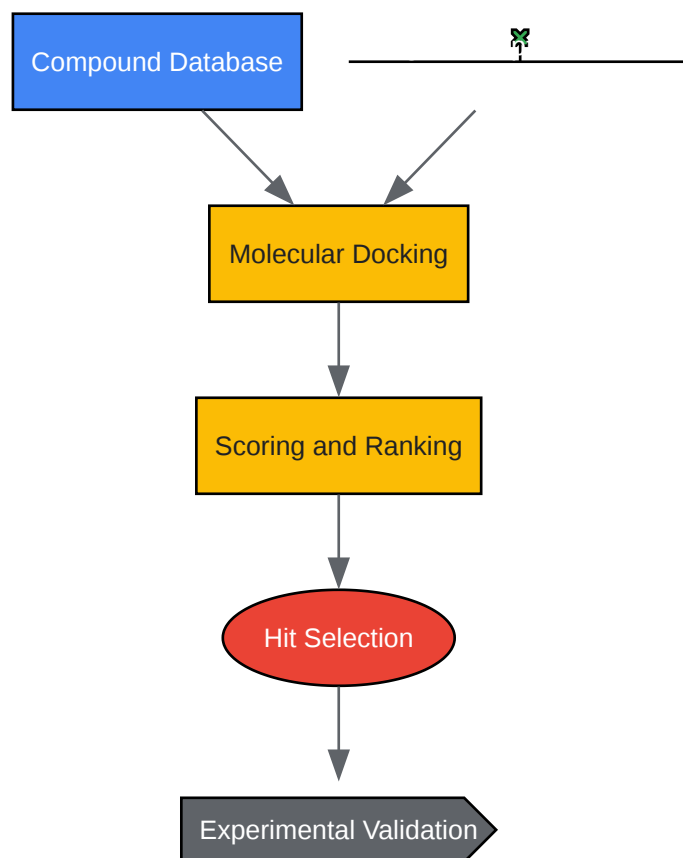 Compound Database
Molecular Docking
Scoring and Ranking
Hit Selection
Experimental Validation